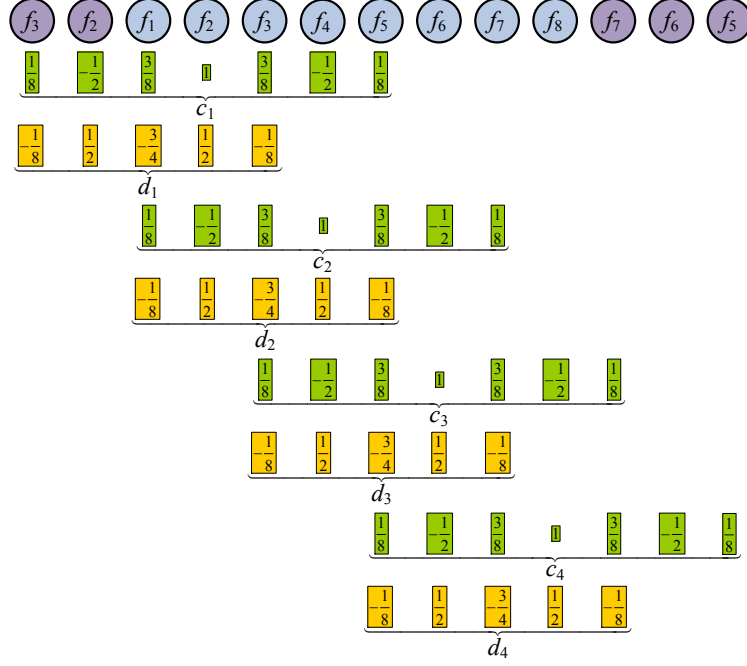 f₃ f₂ f₁ f₂ f₃ f₄ f₅ f₆ f₇ f₈ f₇ f₆ f₅
1/8 −1/2 3/8 1 3/8 −1/2 1/8
c₁
−1/8 1/2 −3/4 1/2 −1/8
d₁
1/8 −1/2 3/8 1 3/8 −1/2 1/8
c₂
−1/8 1/2 −3/4 1/2 −1/8
d₂
1/8 −1/2 3/8 1 3/8 −1/2 1/8
c₃
−1/8 1/2 −3/4 1/2 −1/8
d₃
1/8 −1/2 3/8 1 3/8 −1/2 1/8
c₄
−1/8 1/2 −3/4 1/2 −1/8
d₄